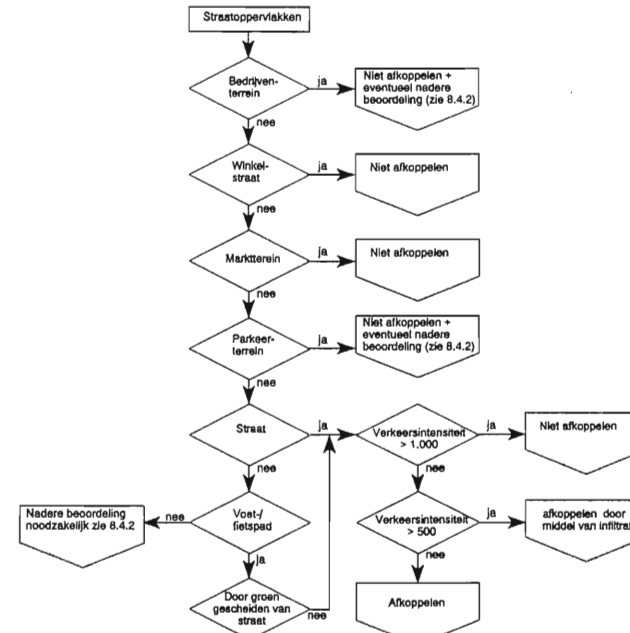 Straatoppervlakken
Bedrijven-
terrein
ja
Niet afkoppelen +
eventueel nadere
beoordeling (zie 8.4.2)
nee
Winkel-
straat
ja
Niet afkoppelen
nee
Marktterein
ja
Niet afkoppelen
nee
Parkeer-
terrein
ja
Niet afkoppelen +
eventueel nadere
beoordeling (zie 8.4.2)
nee
Straat
ja
Verkeersintensiteit
> 1.000
ja
Niet afkoppelen
nee
nee
Nadere beoordeling
noodzakelijk zie 8.4.2
nee
Voet-/
fietspad
Verkeersintensiteit
> 500
ja
afkoppelen door
middel van infiltrat
ja
nee
Door groen
gescheiden van
straat
nee
Afkoppelen